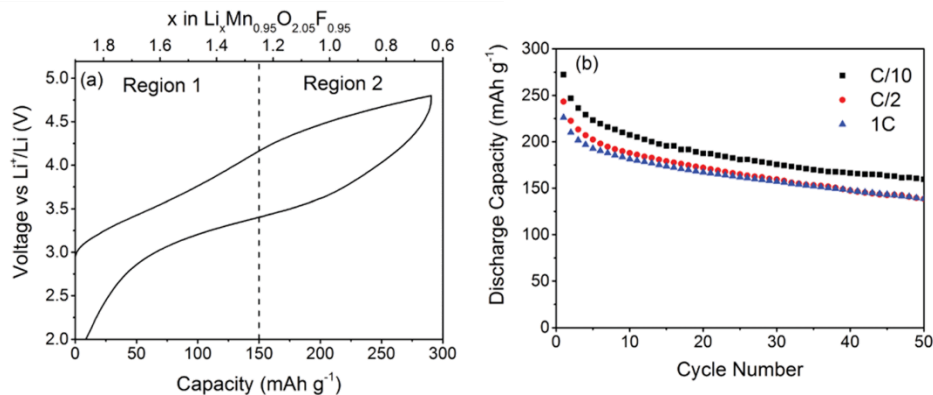 x in LiₓMn₀.₉₅O₂.₀₅F₀.₉₅
1.8 1.6 1.4 1.2 1.0 0.8 0.6
(a) Region 1 Region 2
5.0
4.5
4.0
3.5
3.0
2.5
2.0
Voltage vs Li⁺/Li (V)
0 50 100 150 200 250 300
Capacity (mAh g⁻¹)
(b)
C/10
C/2
1C
300
250
200
150
100
50
0
Discharge Capacity (mAh g⁻¹)
0 10 20 30 40 50
Cycle Number